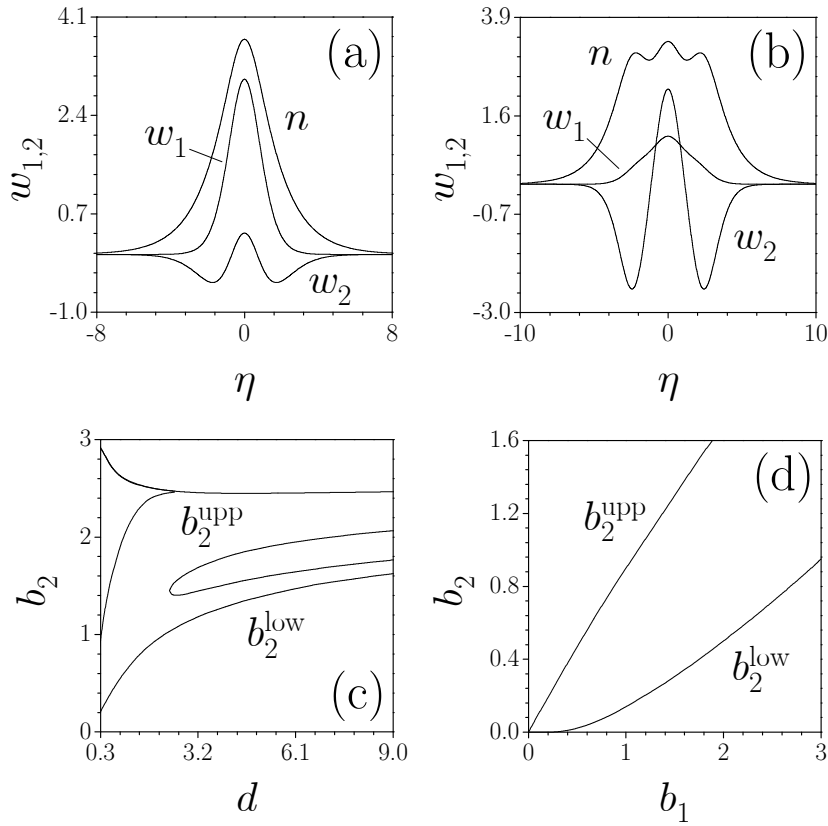 4.1
2.4
0.7
-1.0
-8
0
8
w1,2
η
(a)
w1
n
w2
3.9
1.6
-0.7
-3.0
-10
0
10
w1,2
η
(b)
n
w1
w2
3
2
1
0
0.3
3.2
6.1
9.0
b2
d
b2upp
b2low
(c)
1.6
1.2
0.8
0.4
0.0
0
1
2
3
b2
b1
b2upp
b2low
(d)